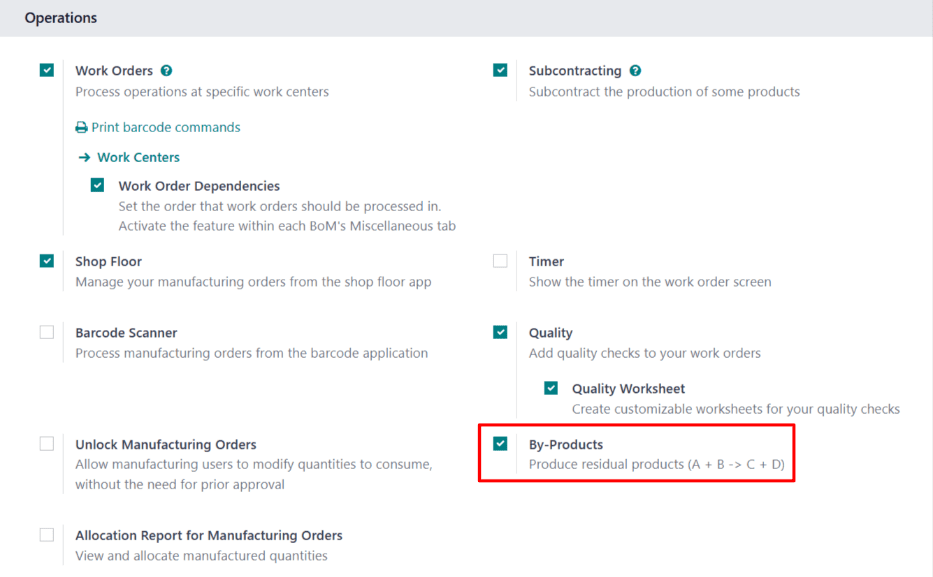 Operations
Work Orders
Process operations at specific work centers
Print barcode commands
Work Centers
Work Order Dependencies
Set the order that work orders should be processed in.
Activate the feature within each BoM's Miscellaneous tab
Subcontracting
Subcontract the production of some products
Shop Floor
Manage your manufacturing orders from the shop floor app
Timer
Show the timer on the work order screen
Barcode Scanner
Process manufacturing orders from the barcode application
Quality
Add quality checks to your work orders
Quality Worksheet
Create customizable worksheets for your quality checks
Unlock Manufacturing Orders
Allow manufacturing users to modify quantities to consume,
without the need for prior approval
By-Products
Produce residual products (A + B -> C + D)
Allocation Report for Manufacturing Orders
View and allocate manufactured quantities